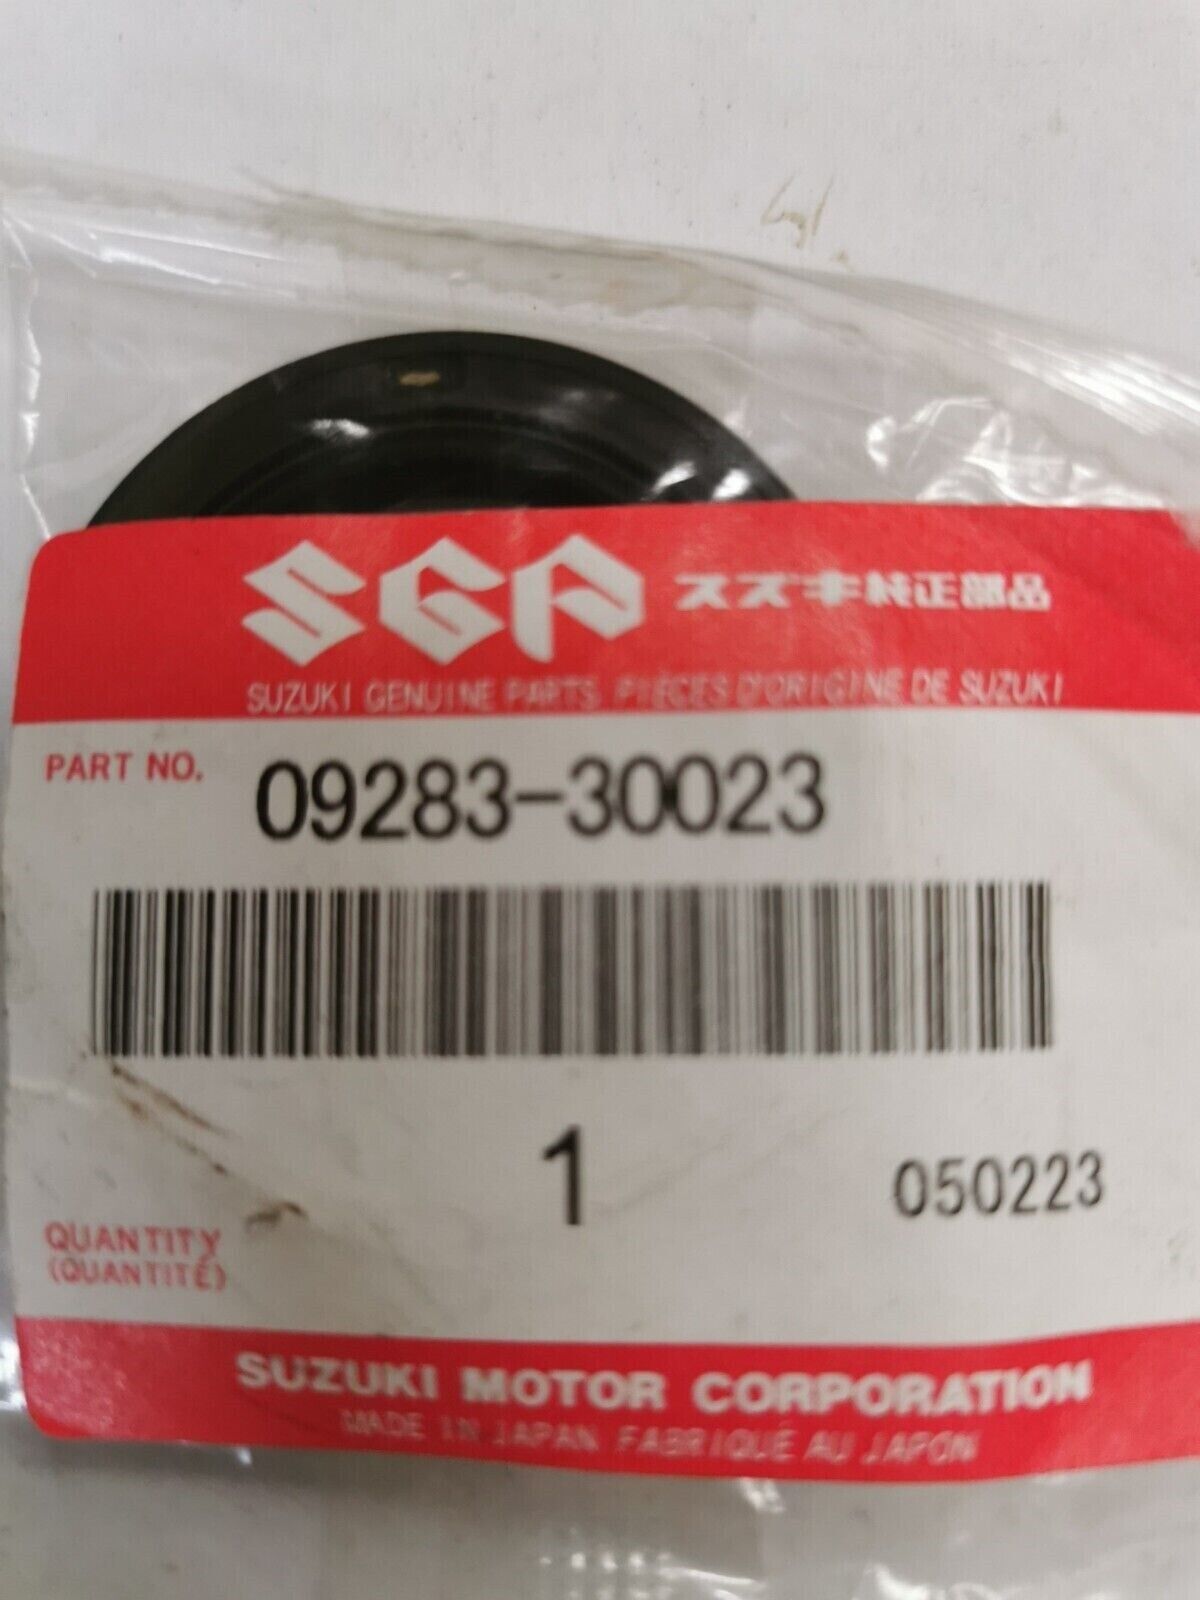 SGP スズキ純正部品
SUZUKI GENUINE PARTS PIÈCES D'ORIGINE DE SUZUKI
PART NO. 09283-30023
1 050223
QUANTITY
(QUANTITÉ)
SUZUKI MOTOR CORPORATION
MADE IN JAPAN FABRIQUÉ AU JAPON